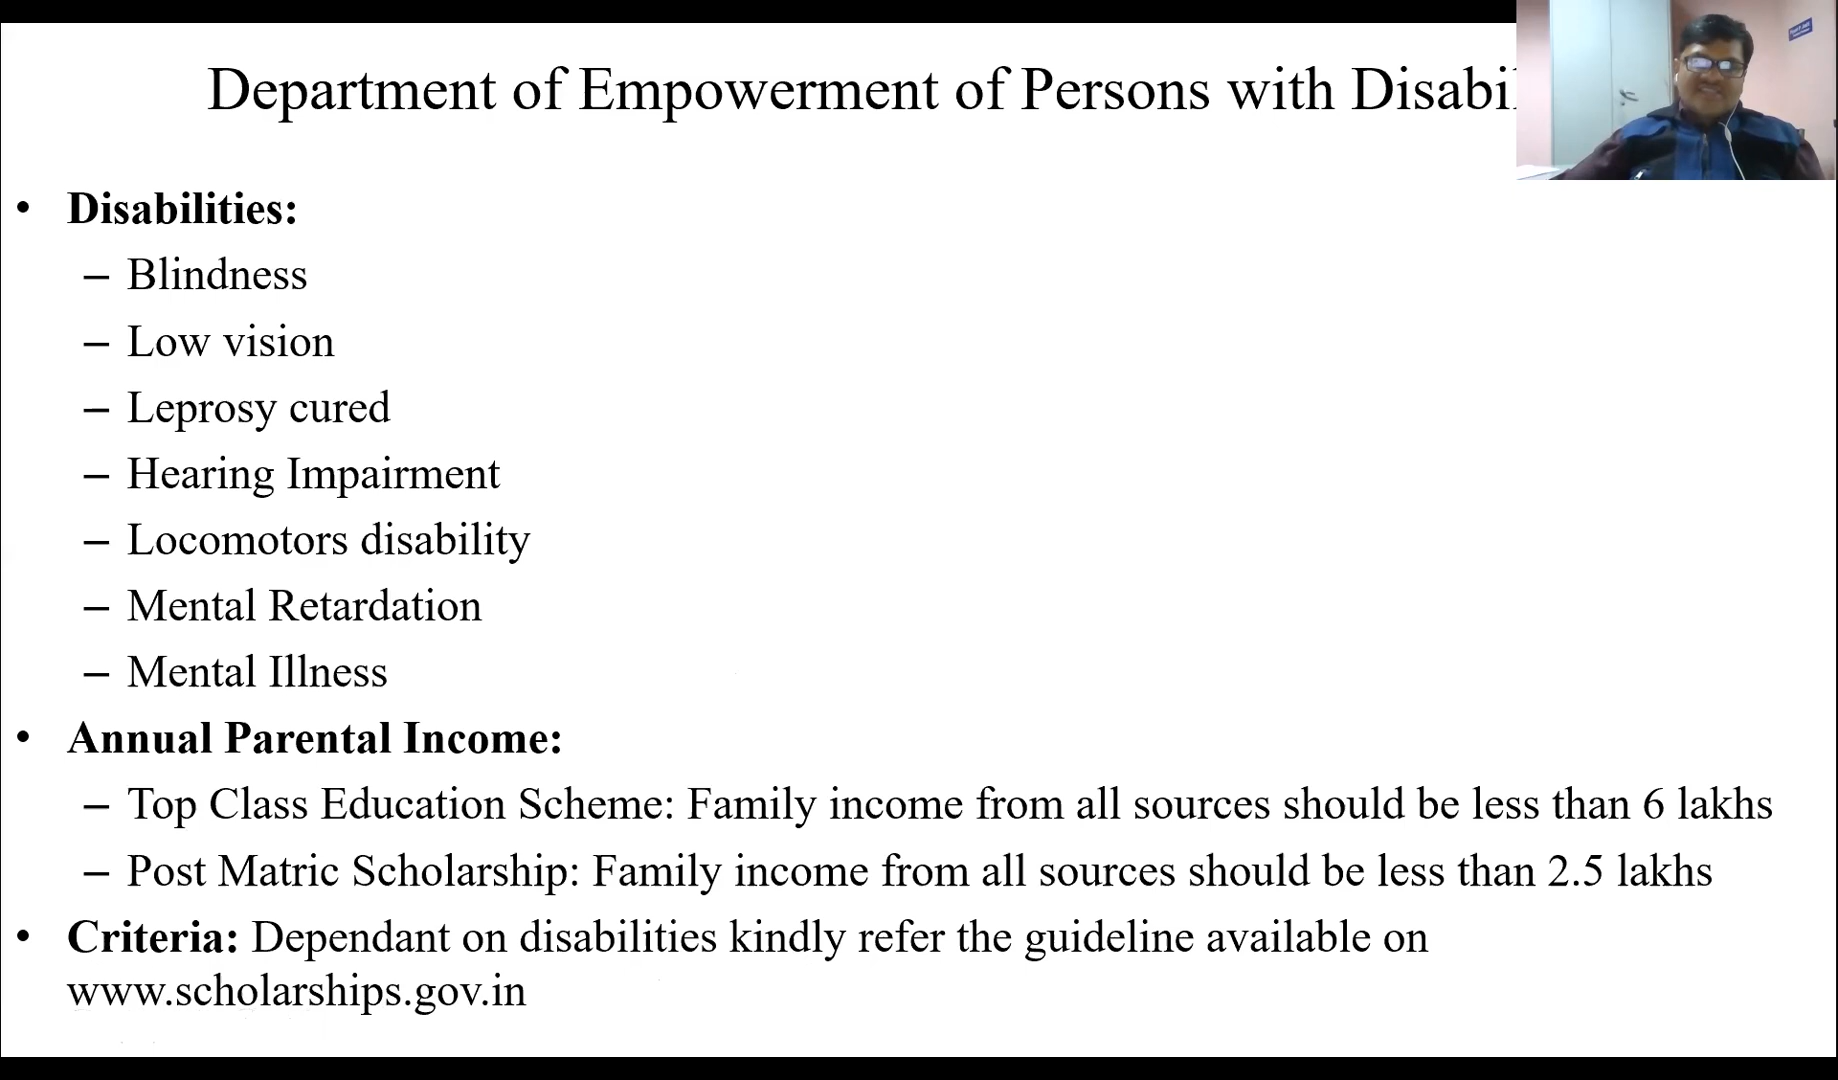 Department of Empowerment of Persons with
• Disabilities:
– Blindness
– Low vision
– Leprosy cured
– Hearing Impairment
– Locomotors disability
– Mental Retardation
– Mental Illness
• Annual Parental Income:
– Top Class Education Scheme: Family income from all sources should be less than 6 lakhs
– Post Matric Scholarship: Family income from all sources should be less than 2.5 lakhs
• Criteria: Dependant on disabilities kindly refer the guideline available on
www.scholarships.gov.in